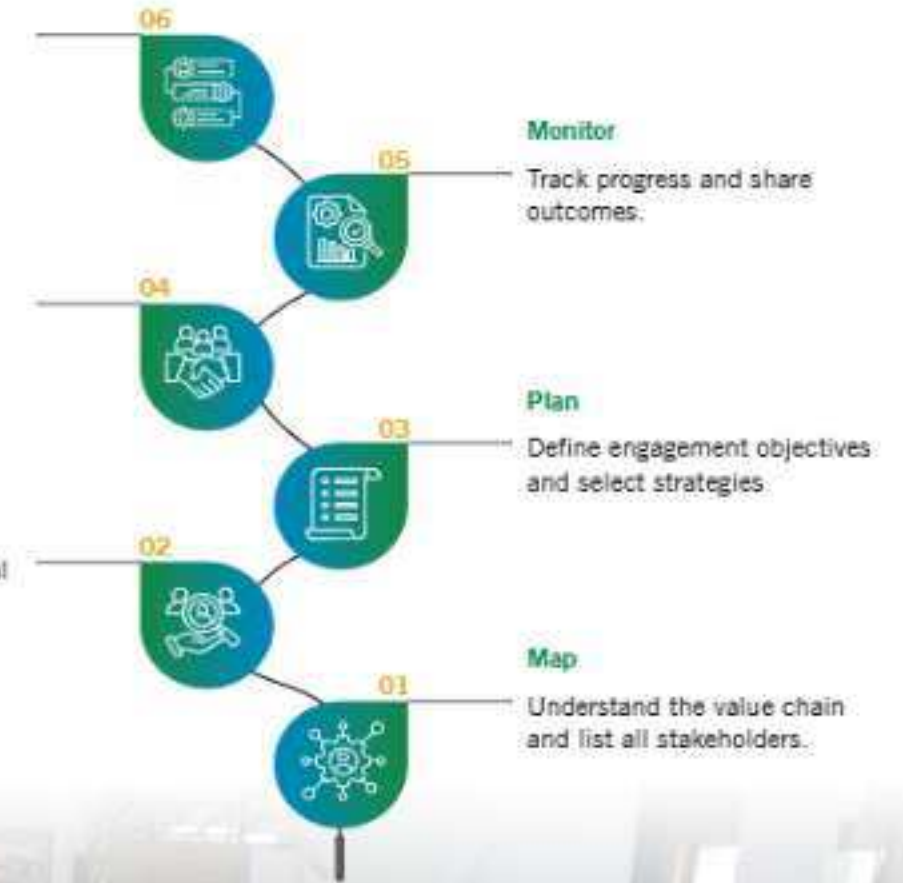 06
05
Monitor
Track progress and share
outcomes.
04
03
Plan
Define engagement objectives
and select strategies
02
01
Map
Understand the value chain
and list all stakeholders.